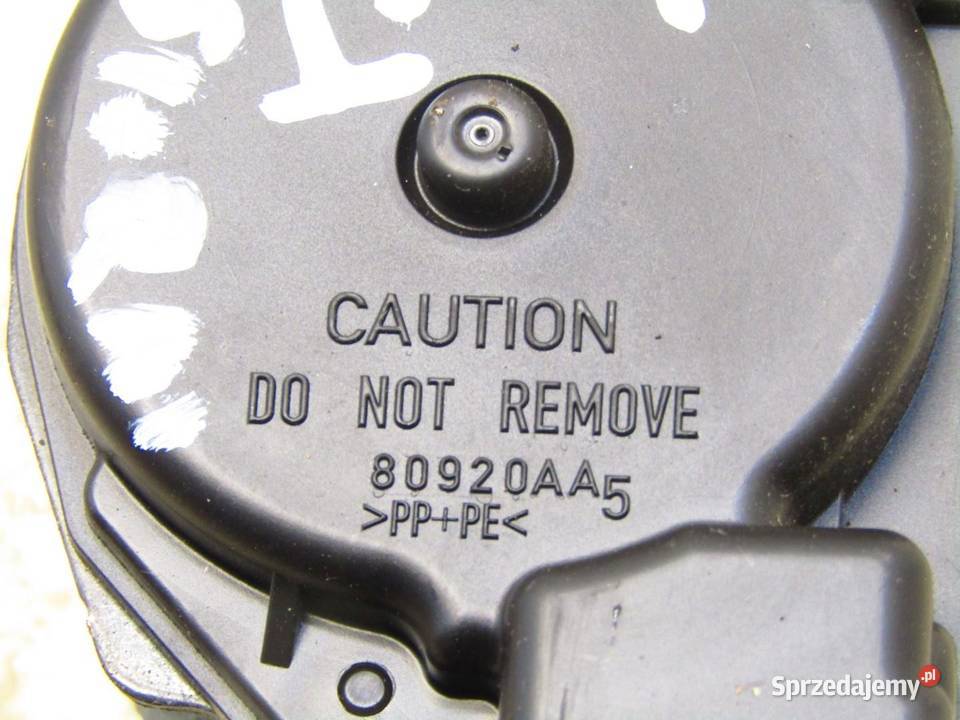 CAUTION
DO NOT REMOVE
80920AA5
>PP+PE<
Sprzedajemy.pl